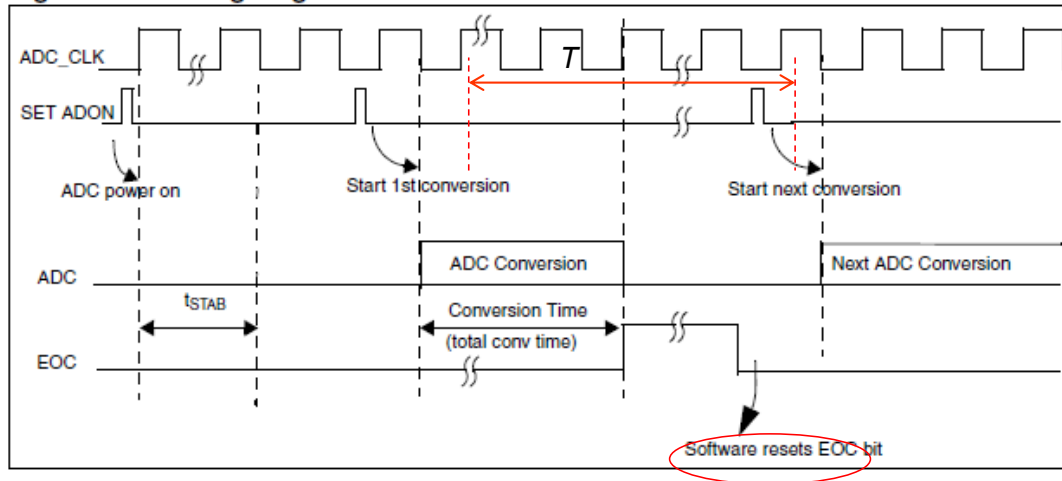 ADC_CLK
T
SET ADON
ADC power on
Start 1st conversion
Start next conversion
ADC
ADC Conversion
Next ADC Conversion
tSTAB
Conversion Time
(total conv time)
EOC
Software resets EOC bit